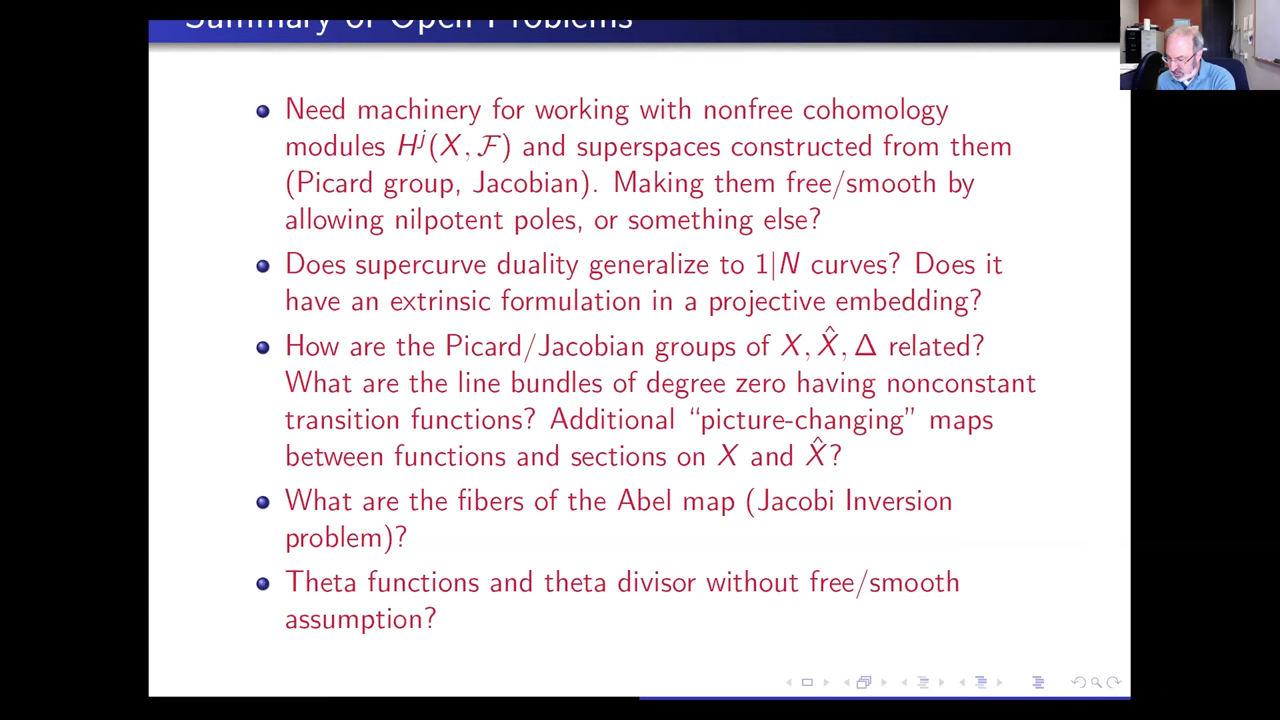 Summary of Open Problems
Need machinery for working with nonfree cohomology
modules H^j(X, ℱ) and superspaces constructed from them
(Picard group, Jacobian). Making them free/smooth by
allowing nilpotent poles, or something else?
Does supercurve duality generalize to 1|N curves? Does it
have an extrinsic formulation in a projective embedding?
How are the Picard/Jacobian groups of X, X̂, Δ related?
What are the line bundles of degree zero having nonconstant
transition functions? Additional “picture-changing” maps
between functions and sections on X and X̂?
What are the fibers of the Abel map (Jacobi Inversion
problem)?
Theta functions and theta divisor without free/smooth
assumption?